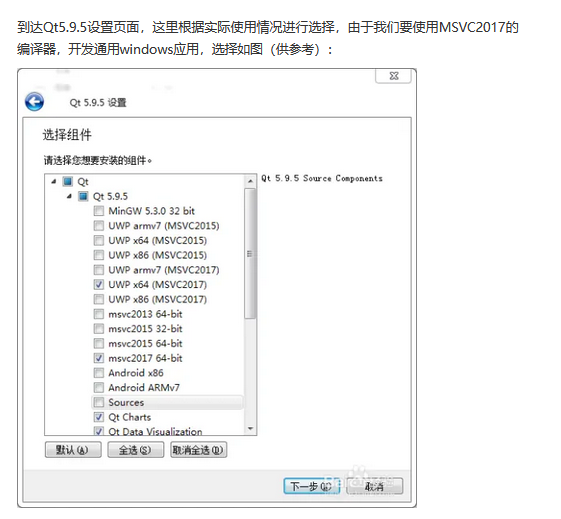 到达Qt5.9.5设置页面，这里根据实际使用情况进行选择，由于我们要使用MSVC2017的
编译器，开发通用windows应用，选择如图（供参考）：
Qt 5.9.5 设置
选择组件
请选择您想要安装的组件。
Qt
Qt 5.9.5 Source Components
Qt 5.9.5
MinGW 5.3.0 32 bit
UWP armv7 (MSVC2015)
UWP x64 (MSVC2015)
UWP x86 (MSVC2015)
UWP armv7 (MSVC2017)
UWP x64 (MSVC2017)
UWP x86 (MSVC2017)
msvc2013 64-bit
msvc2015 32-bit
msvc2015 64-bit
msvc2017 64-bit
Android x86
Android ARMv7
Sources
Qt Charts
Qt Data Visualization
默认(A) 全选(S) 取消全选(D)
下一步(N) 取消